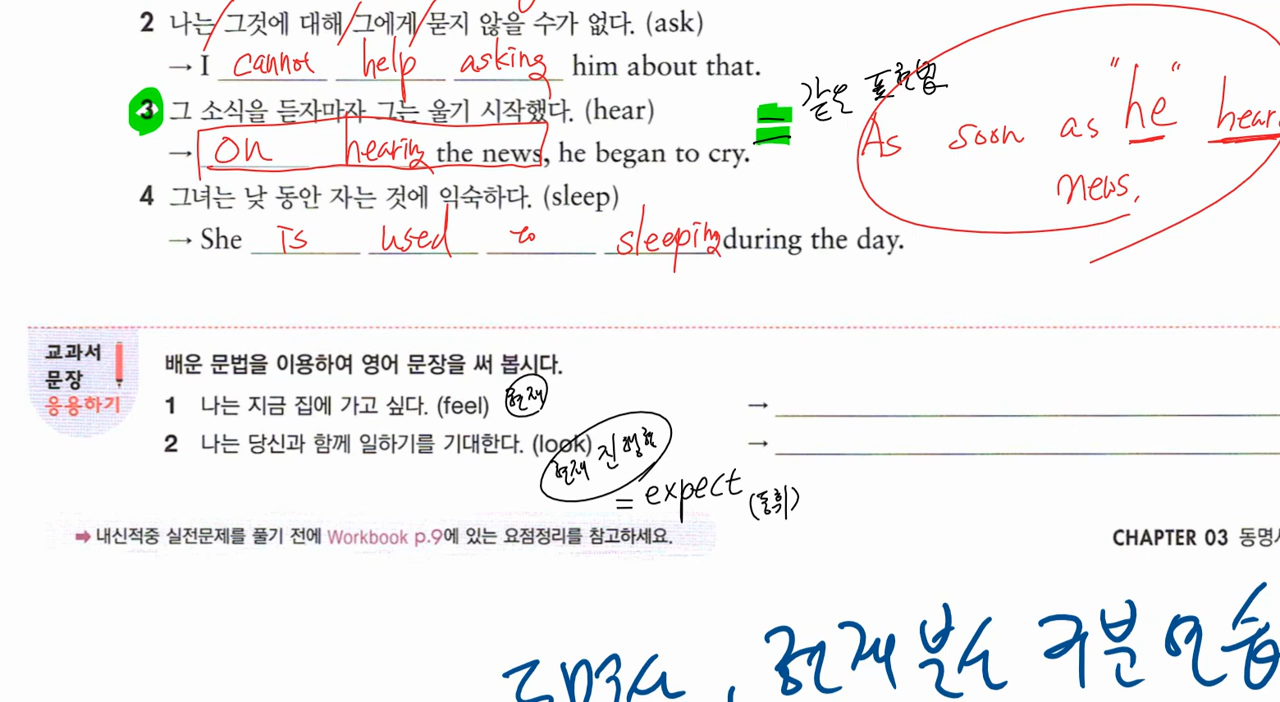 2 나는 그것에 대해 그에게 묻지 않을 수가 없다. (ask)
→ I cannot help asking him about that.
3 그 소식을 듣자마자 그는 울기 시작했다. (hear)
→ On hearing the news, he began to cry.
= 같은 표현법
As soon as "he" hear
news.
4 그녀는 낮 동안 자는 것에 익숙하다. (sleep)
→ She is used to sleeping during the day.
교과서
문장
응용하기
배운 문법을 이용하여 영어 문장을 써 봅시다.
1 나는 지금 집에 가고 싶다. (feel) 현재 →
2 나는 당신과 함께 일하기를 기대한다. (look) →
현재 진행형
= expect (동휘)
➡ 내신적중 실전문제를 풀기 전에 Workbook p.9에 있는 요점정리를 참고하세요.
CHAPTER 03 동명
동명사, 현재분사 구분 연습